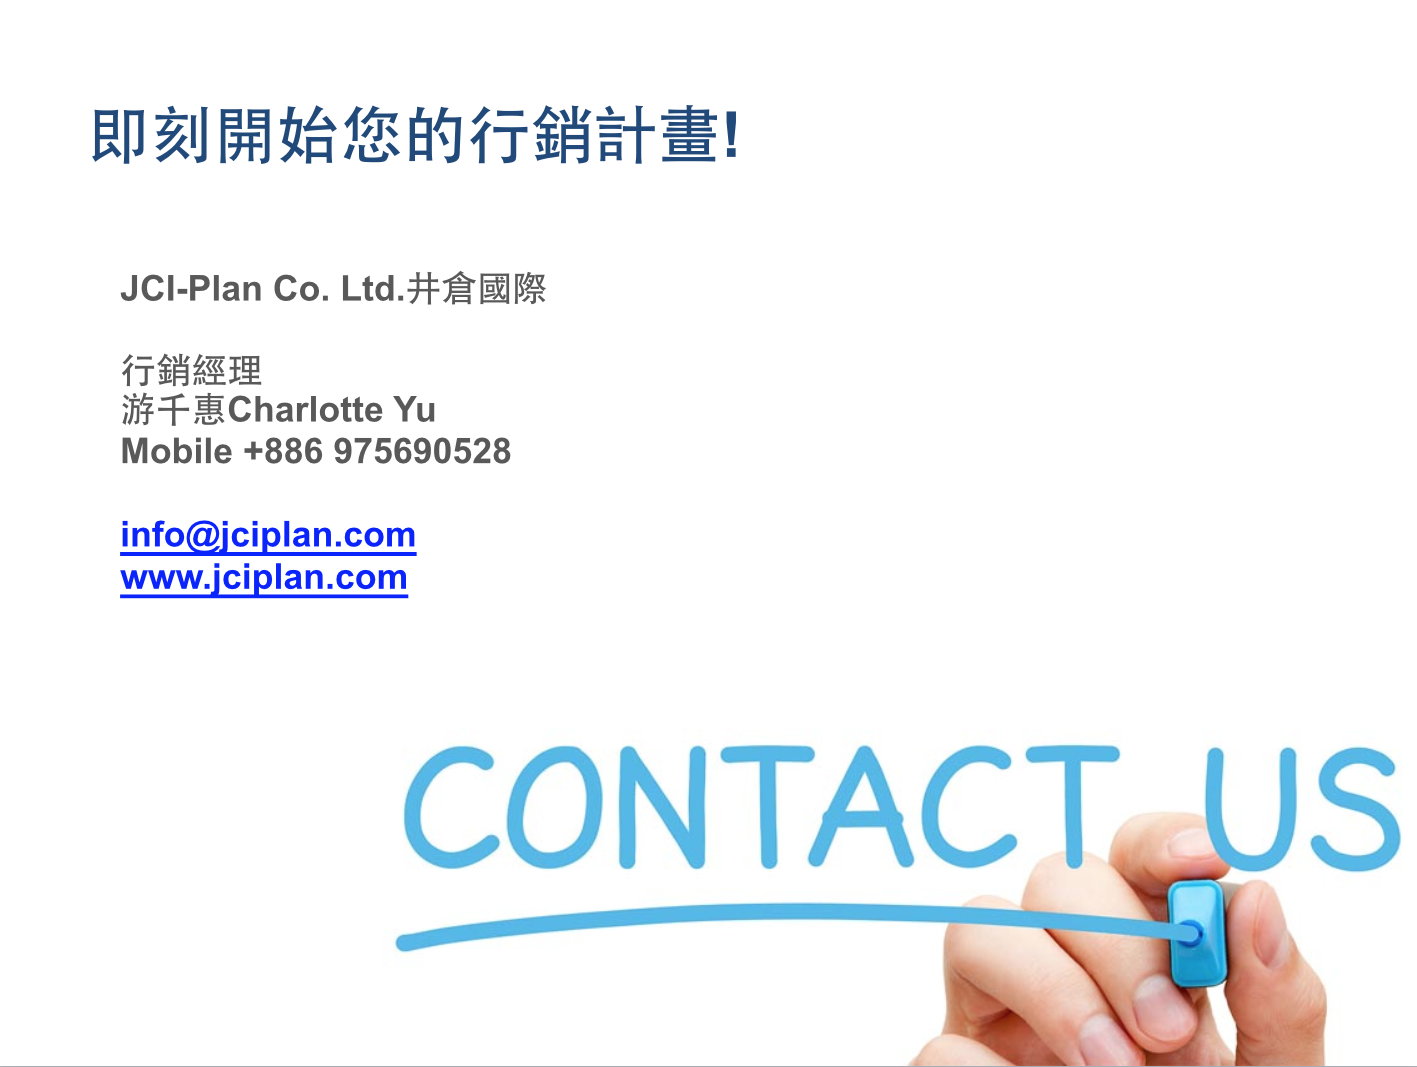 即刻開始您的行銷計畫!
JCI-Plan Co. Ltd.井倉國際
行銷經理
游千惠Charlotte Yu
Mobile +886 975690528
info@jciplan.com
www.jciplan.com
CONTACT US